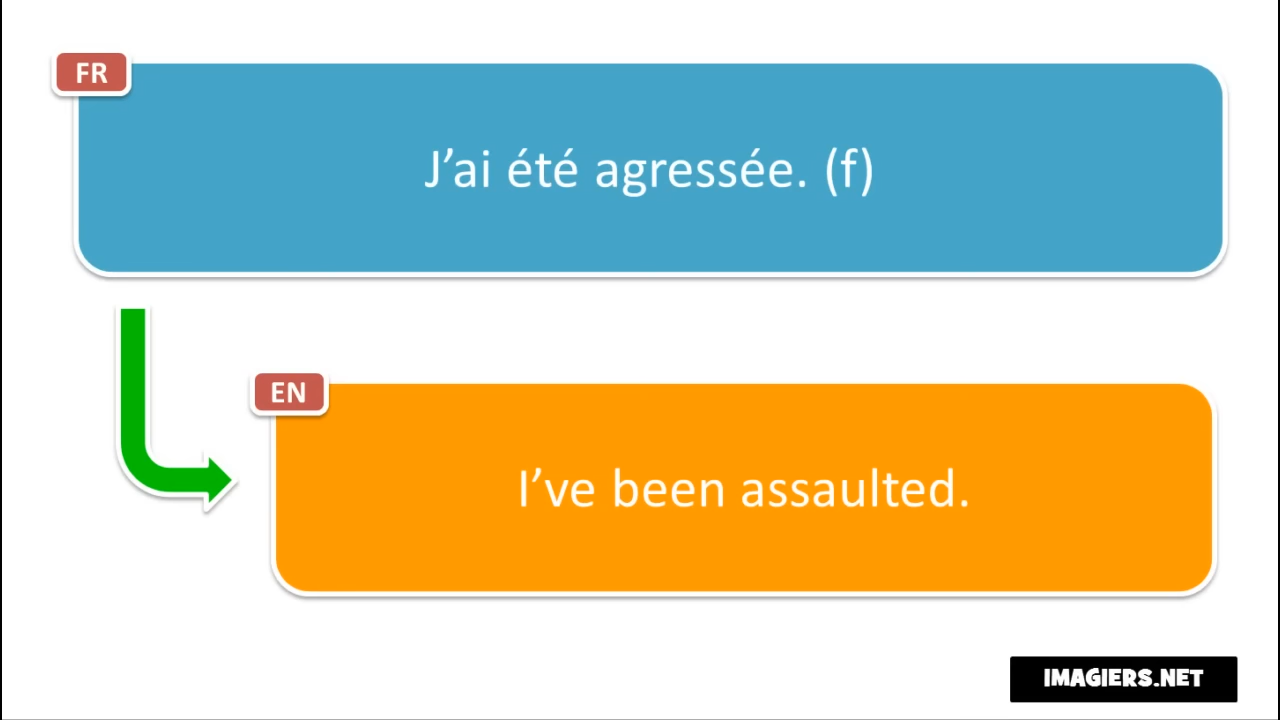 FR
J’ai été agressée. (f)
EN
I’ve been assaulted.
IMAGIERS.NET